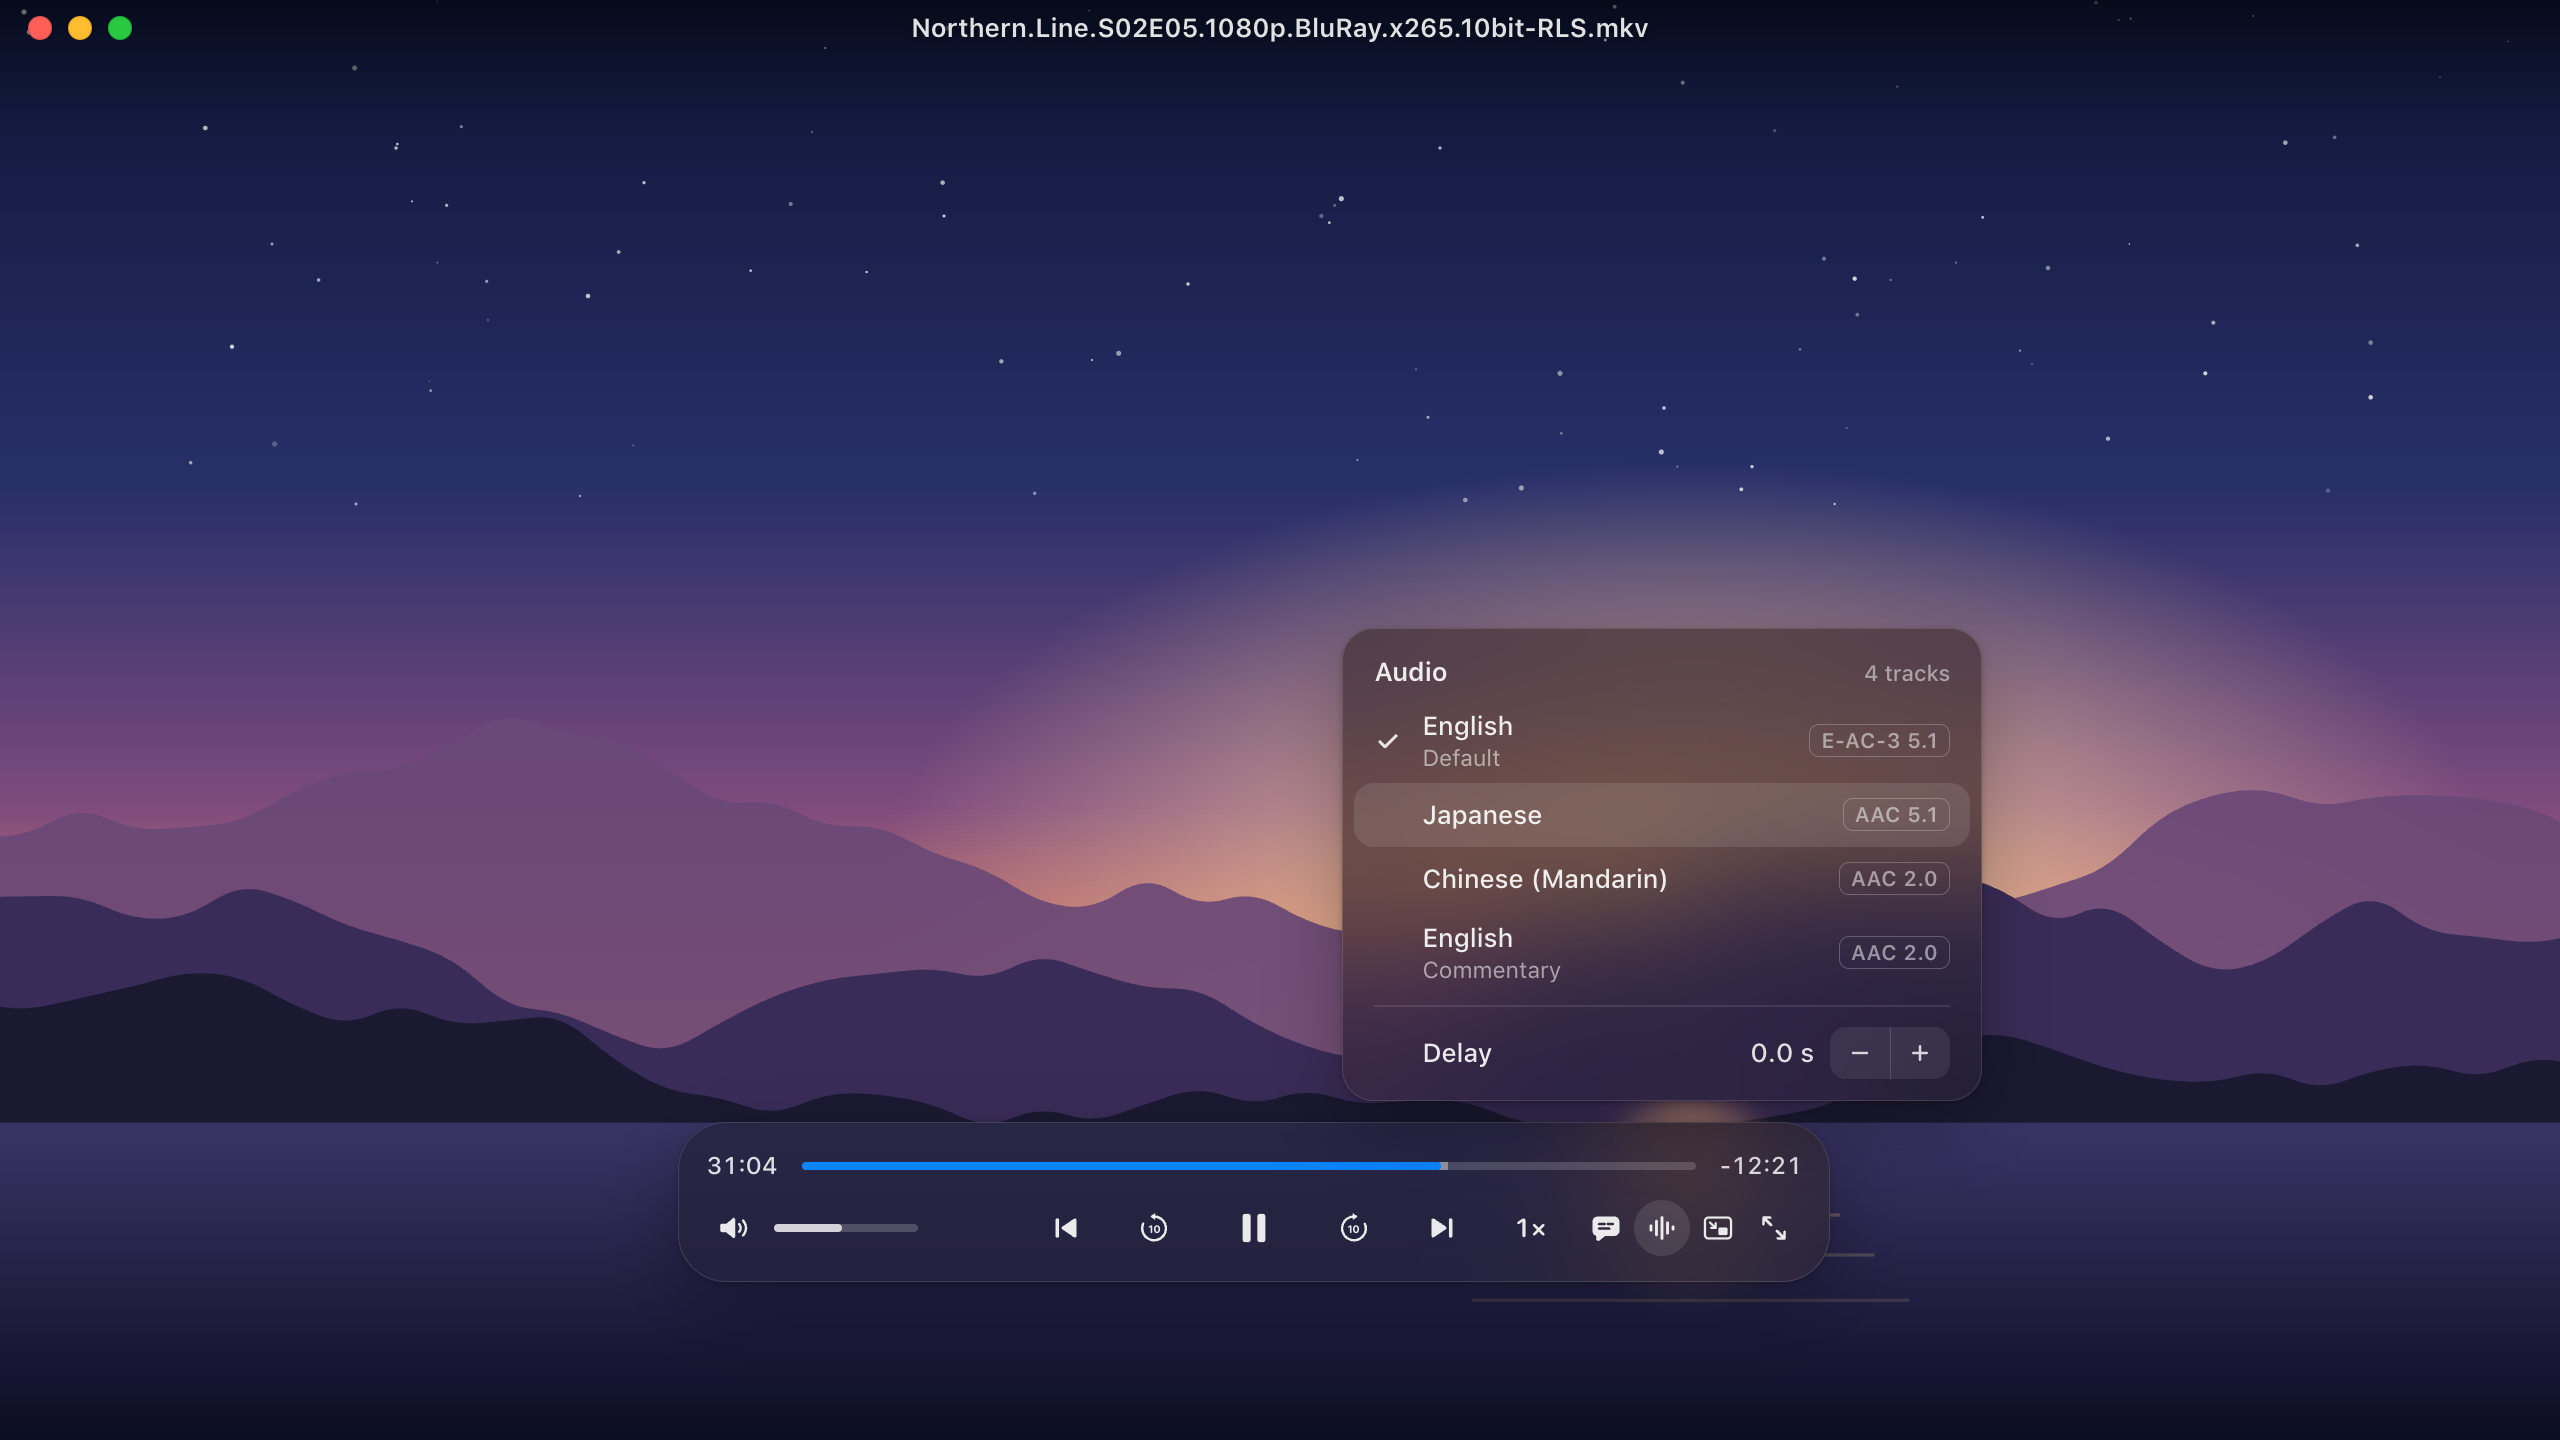 Northern.Line.S02E05.1080p.BluRay.x265.10bit-RLS.mkv
Audio 4 tracks
English
Default
E-AC-3 5.1
Japanese AAC 5.1
Chinese (Mandarin) AAC 2.0
English
Commentary
AAC 2.0
Delay 0.0 s − +
31:04 -12:21
10 10 1×